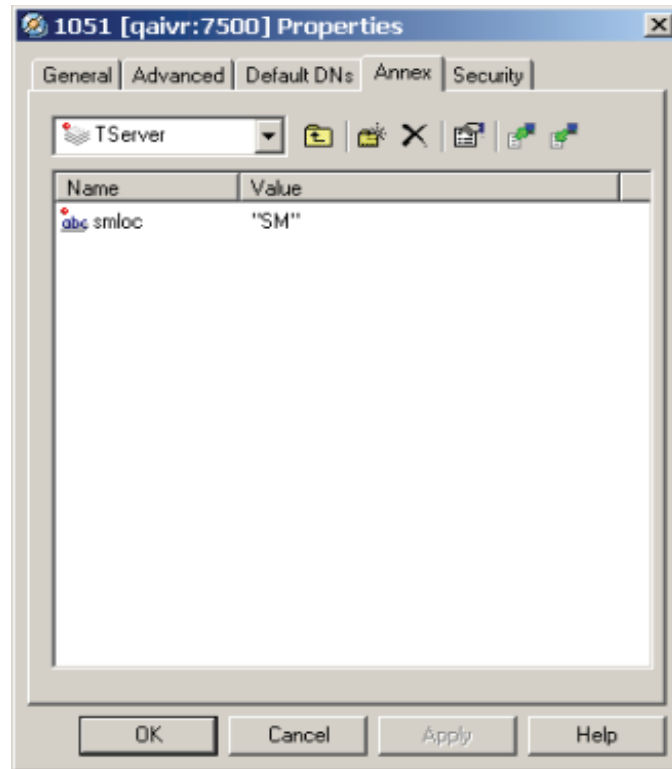 1051 [qaivr:7500] Properties
General Advanced Default DNs Annex Security
TServer
Name Value
abc smloc "SM"
OK Cancel Apply Help